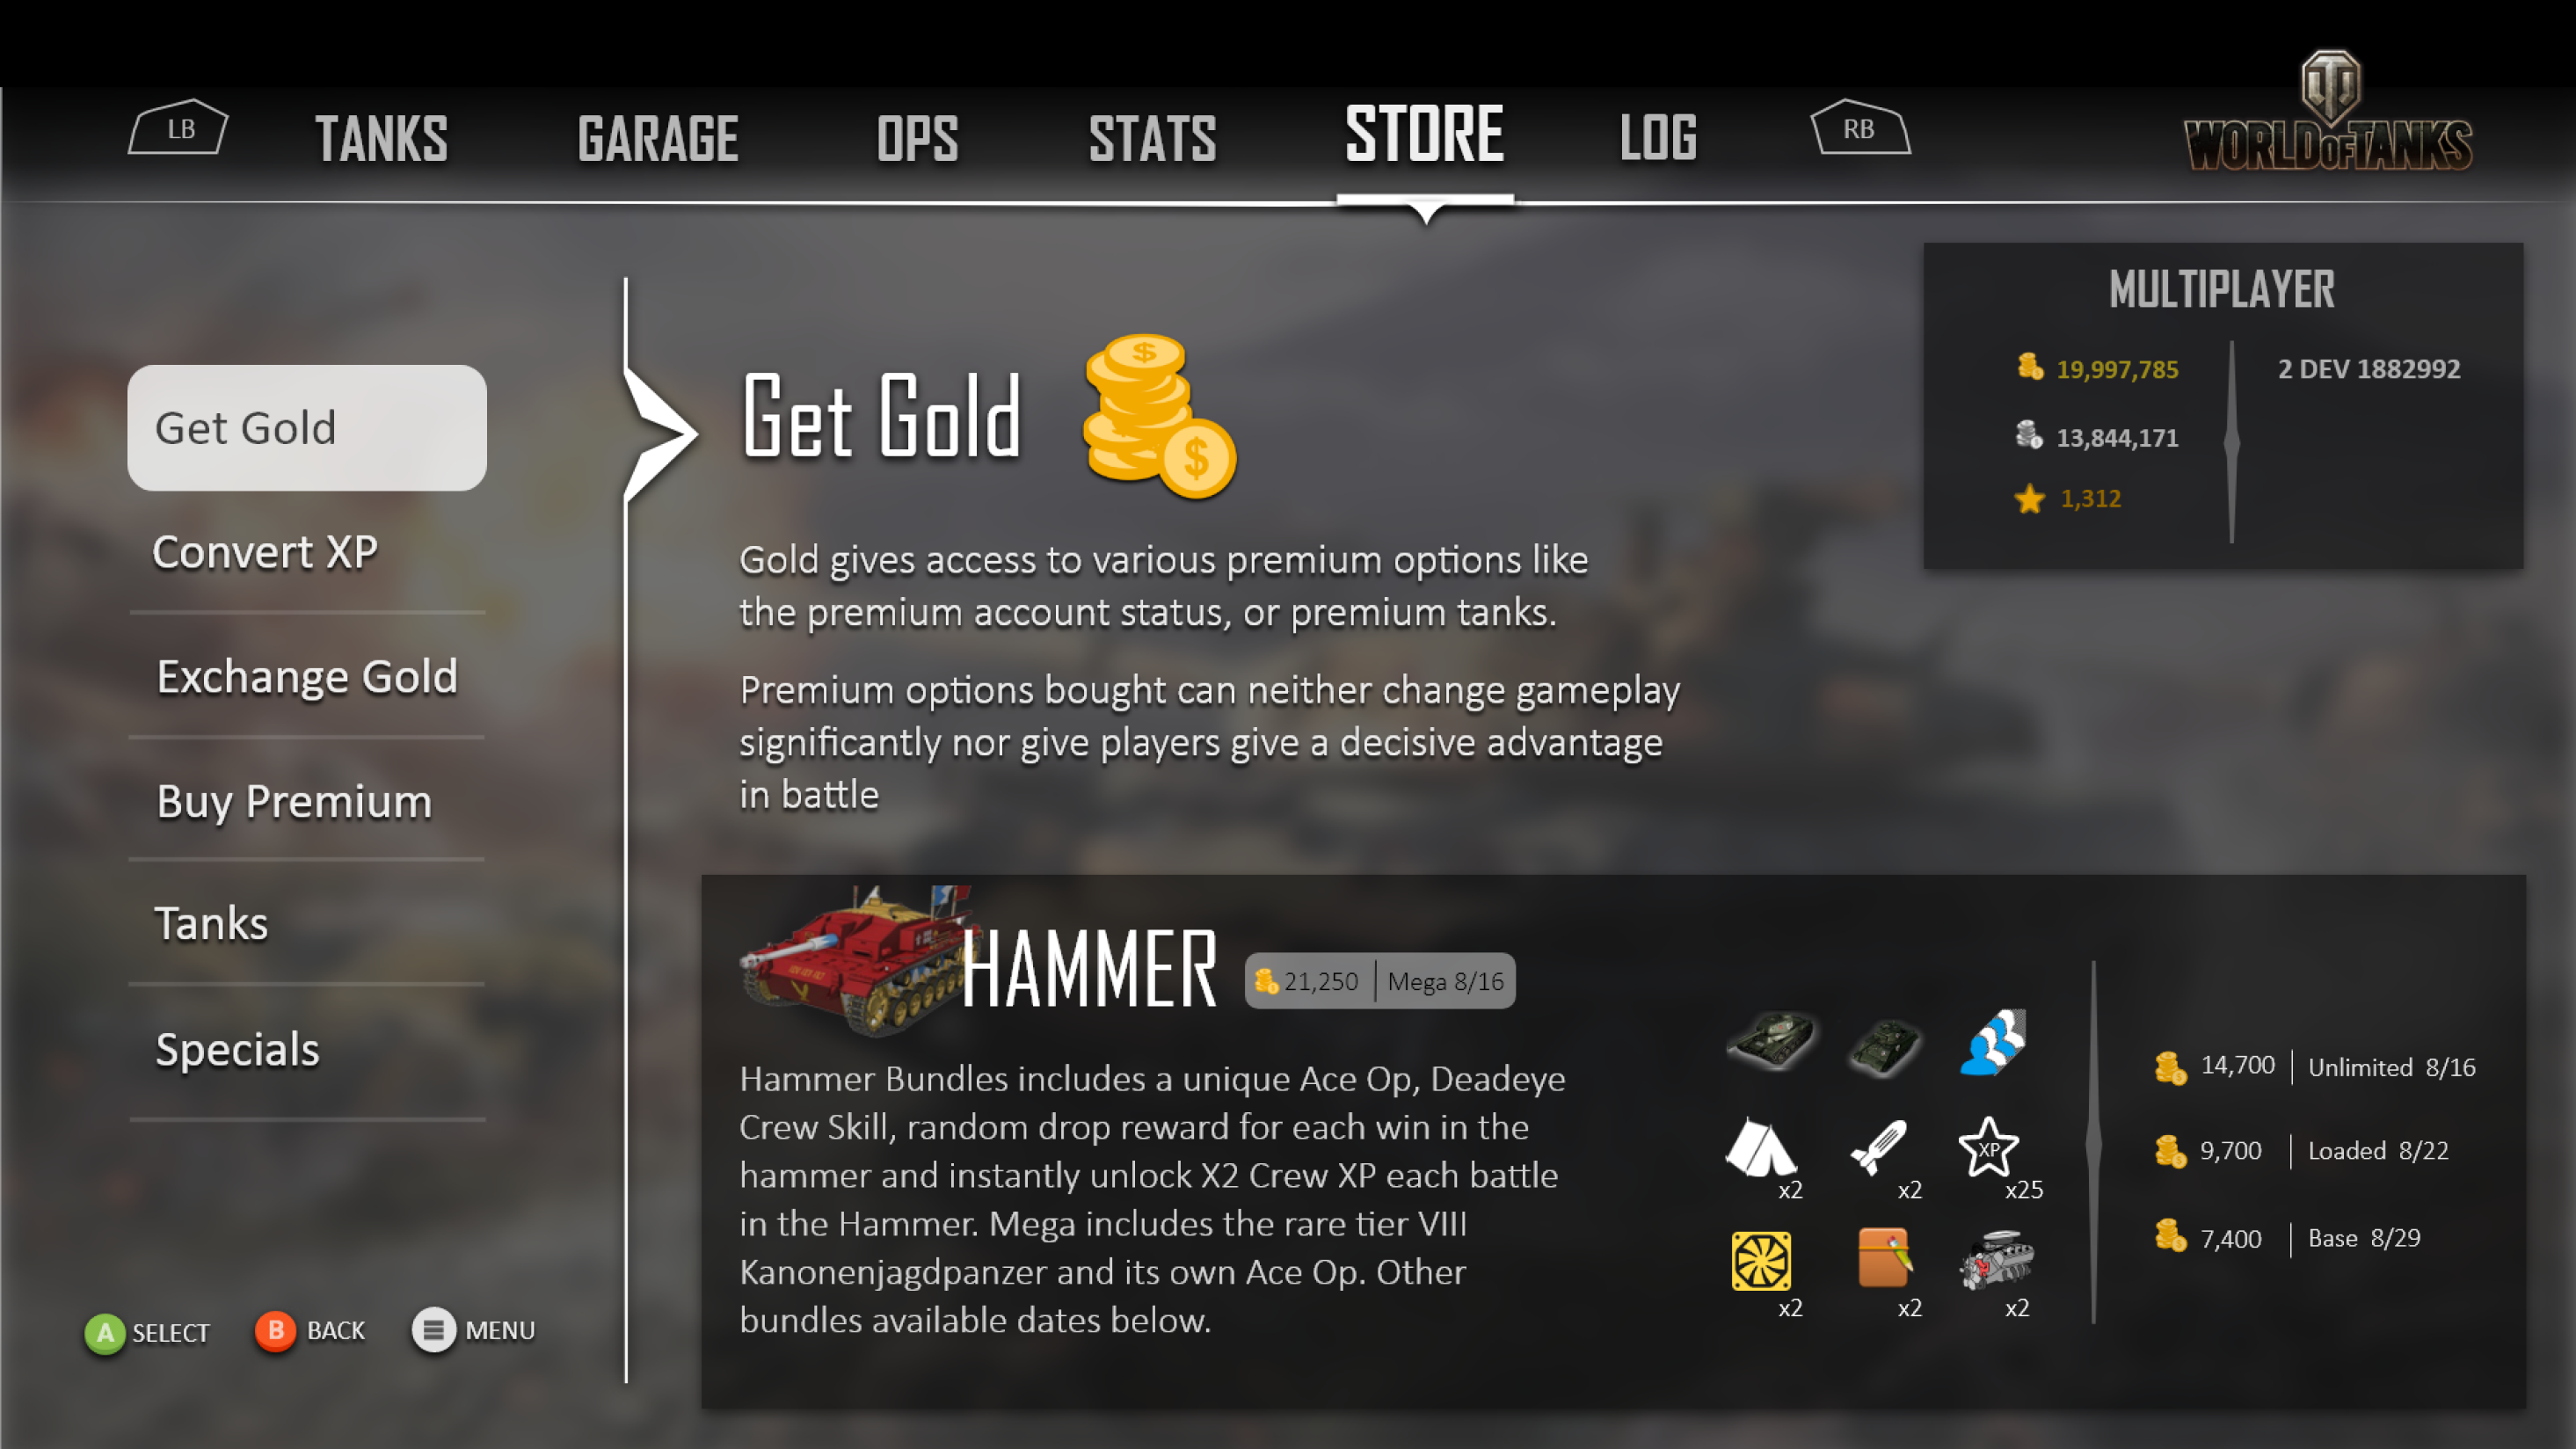 LB
TANKS
GARAGE
OPS
STATS
STORE
LOG
RB
WORLD OF TANKS
MULTIPLAYER
19,997,785
2 DEV 1882992
13,844,171
1,312
Get Gold
Convert XP
Exchange Gold
Buy Premium
Tanks
Specials
Get Gold
Gold gives access to various premium options like
the premium account status, or premium tanks.
Premium options bought can neither change gameplay
significantly nor give players give a decisive advantage
in battle
HAMMER
21,250 | Mega 8/16
Hammer Bundles includes a unique Ace Op, Deadeye
Crew Skill, random drop reward for each win in the
hammer and instantly unlock X2 Crew XP each battle
in the Hammer. Mega includes the rare tier VIII
Kanonenjagdpanzer and its own Ace Op. Other
bundles available dates below.
XP
x2
x2
x25
x2
x2
x2
14,700 | Unlimited 8/16
9,700 | Loaded 8/22
7,400 | Base 8/29
A SELECT
B BACK
MENU